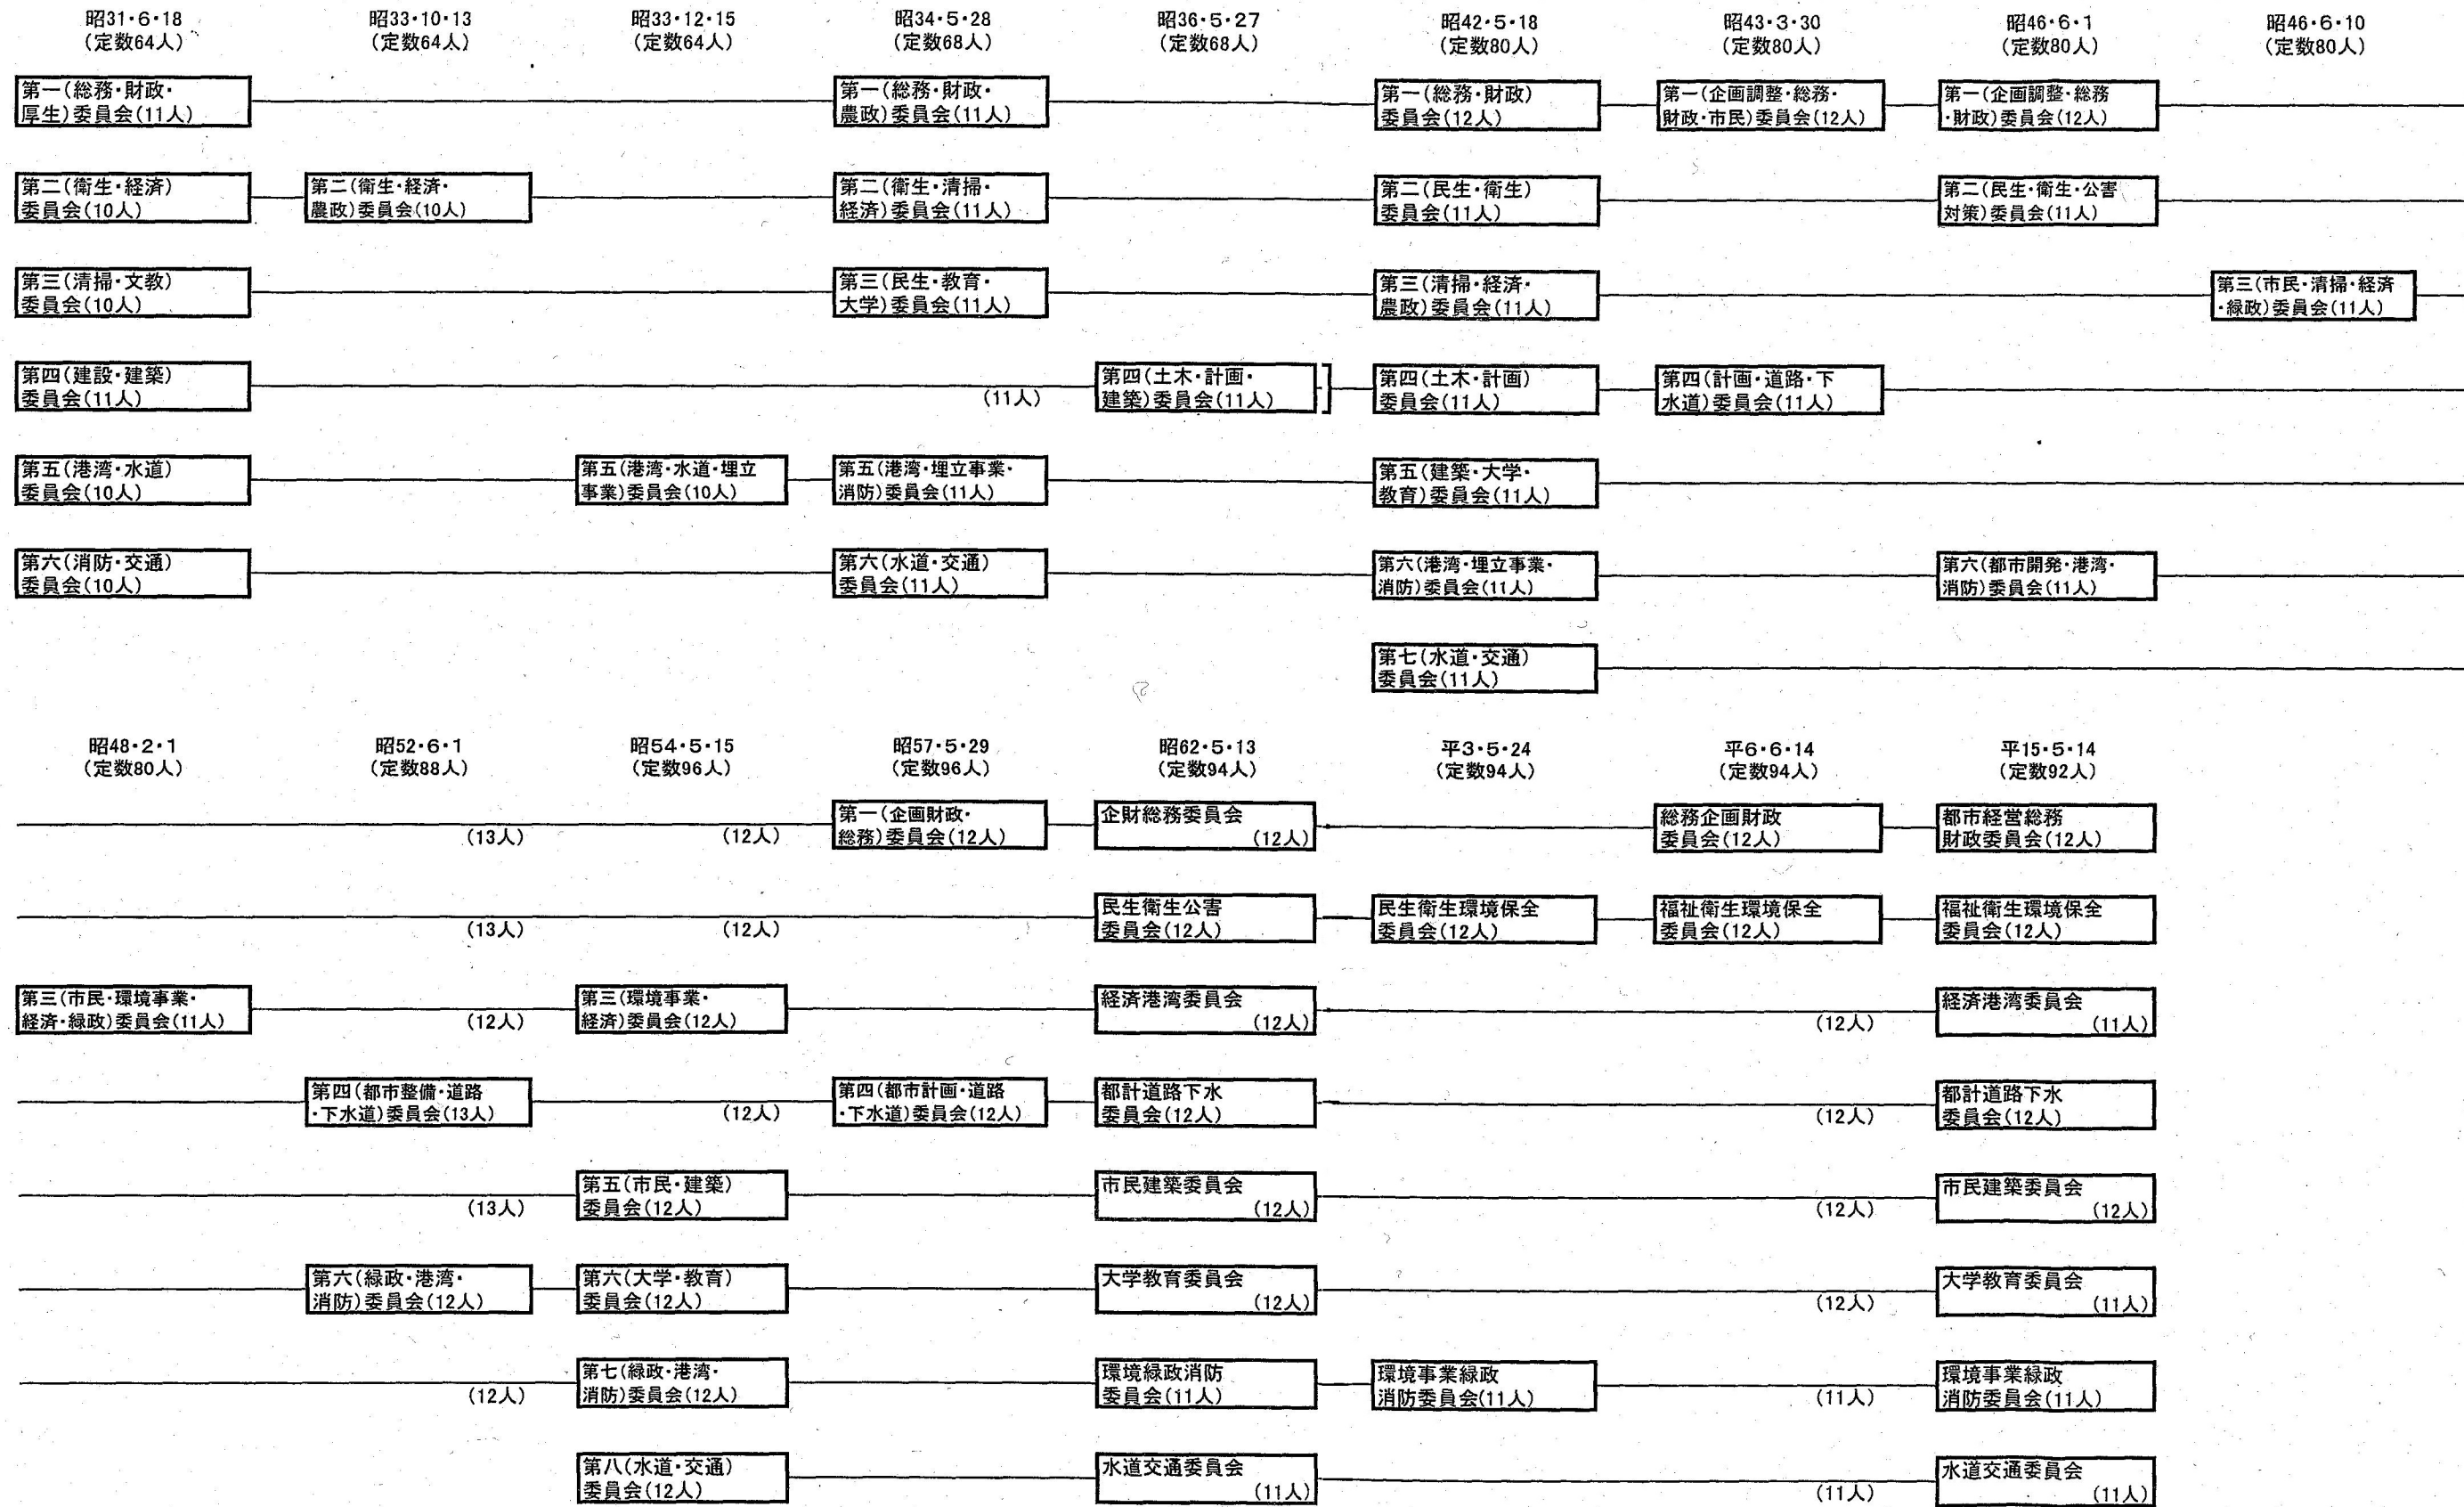 昭31・6・18
(定数64人)
昭33・10・13
(定数64人)
昭33・12・15
(定数64人)
昭34・5・28
(定数68人)
昭36・5・27
(定数68人)
昭42・5・18
(定数80人)
昭43・3・30
(定数80人)
昭46・6・1
(定数80人)
昭46・6・10
(定数80人)
第一(総務・財政・
厚生)委員会(11人)
第一(総務・財政・
農政)委員会(11人)
第一(総務・財政)
委員会(12人)
第一(企画調整・総務・
財政・市民)委員会(12人)
第一(企画調整・総務
・財政)委員会(12人)
第二(衛生・経済)
委員会(10人)
第二(衛生・経済・
農政)委員会(10人)
第二(衛生・清掃・
経済)委員会(11人)
第二(民生・衛生)
委員会(11人)
第二(民生・衛生・公害
対策)委員会(11人)
第三(清掃・文教)
委員会(10人)
第三(民生・教育・
大学)委員会(11人)
第三(清掃・経済・
農政)委員会(11人)
第三(市民・清掃・経済
・緑政)委員会(11人)
第四(建設・建築)
委員会(11人)
(11人)
第四(土木・計画・
建築)委員会(11人)
第四(土木・計画)
委員会(11人)
第四(計画・道路・下
水道)委員会(11人)
第五(港湾・水道)
委員会(10人)
第五(港湾・水道・埋立
事業)委員会(10人)
第五(港湾・埋立事業・
消防)委員会(11人)
第五(建築・大学・
教育)委員会(11人)
第六(消防・交通)
委員会(10人)
第六(水道・交通)
委員会(11人)
第六(港湾・埋立事業・
消防)委員会(11人)
第六(都市開発・港湾・
消防)委員会(11人)
第七(水道・交通)
委員会(11人)
昭48・2・1
(定数80人)
昭52・6・1
(定数88人)
昭54・5・15
(定数96人)
昭57・5・29
(定数96人)
昭62・5・13
(定数94人)
平3・5・24
(定数94人)
平6・6・14
(定数94人)
平15・5・14
(定数92人)
(13人)
(12人)
第一(企画財政・
総務)委員会(12人)
企財総務委員会
(12人)
総務企画財政
委員会(12人)
都市経営総務
財政委員会(12人)
(13人)
(12人)
民生衛生公害
委員会(12人)
民生衛生環境保全
委員会(12人)
福祉衛生環境保全
委員会(12人)
福祉衛生環境保全
委員会(12人)
第三(市民・環境事業・
経済・緑政)委員会(11人)
(12人)
第三(環境事業・
経済)委員会(12人)
経済港湾委員会
(12人)
(12人)
経済港湾委員会
(11人)
第四(都市整備・道路
・下水道)委員会(13人)
(12人)
第四(都市計画・道路
・下水道)委員会(12人)
都計道路下水
委員会(12人)
(12人)
都計道路下水
委員会(12人)
(13人)
第五(市民・建築)
委員会(12人)
市民建築委員会
(12人)
(12人)
市民建築委員会
(12人)
第六(緑政・港湾・
消防)委員会(12人)
第六(大学・教育)
委員会(12人)
大学教育委員会
(12人)
(12人)
大学教育委員会
(11人)
(12人)
第七(緑政・港湾・
消防)委員会(12人)
環境緑政消防
委員会(11人)
環境事業緑政
消防委員会(11人)
(11人)
環境事業緑政
消防委員会(11人)
第八(水道・交通)
委員会(12人)
水道交通委員会
(11人)
(11人)
水道交通委員会
(11人)